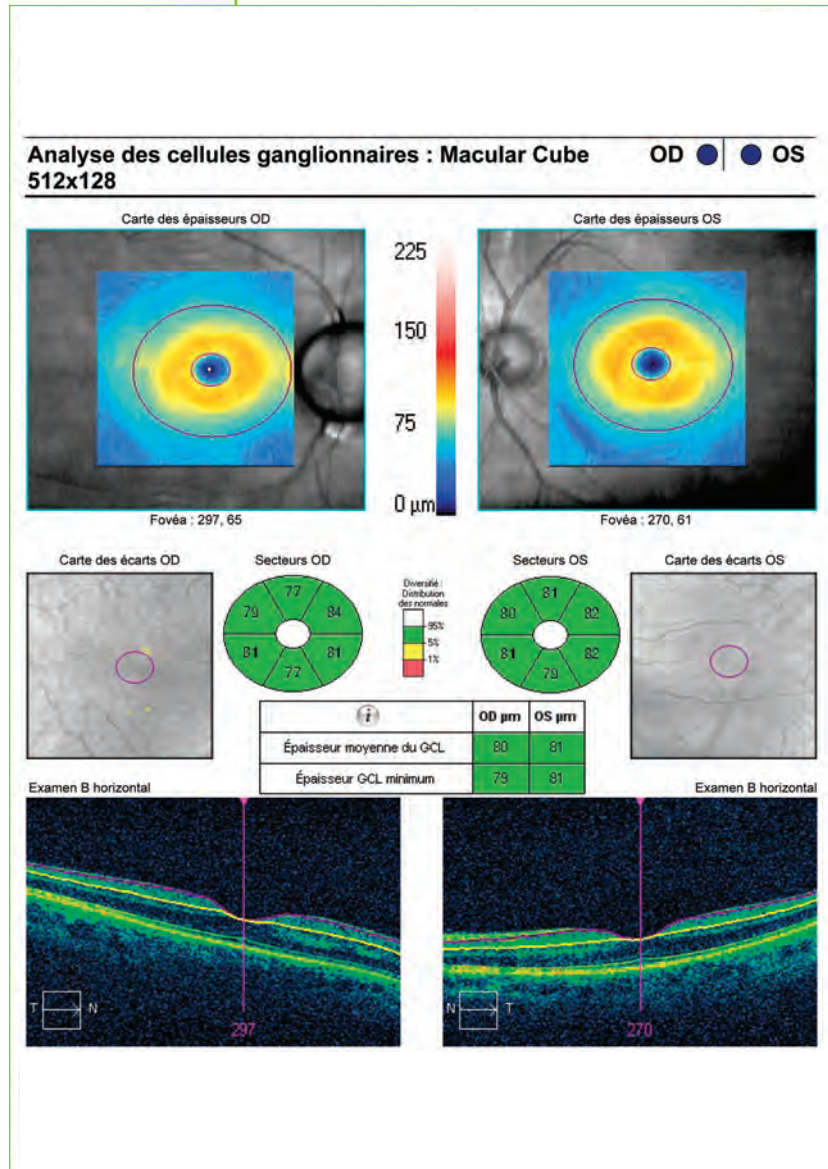 Analyse des cellules ganglionnaires : Macular Cube
512x128
OD OS
Carte des épaisseurs OD
Carte des épaisseurs OS
225
150
75
0 µm
Fovéa : 297, 65
Fovéa : 270, 61
Carte des écarts OD
Secteurs OD
Secteurs OS
Carte des écarts OS
77
79 84
81 81
77
Diversifié :
Distribution
des normales
95%
5%
1%
81
80 82
81 82
79
i OD µm OS µm
Épaisseur moyenne du GCL 80 81
Épaisseur GCL minimum 79 81
Examen B horizontal
Examen B horizontal
T N
297
N T
270